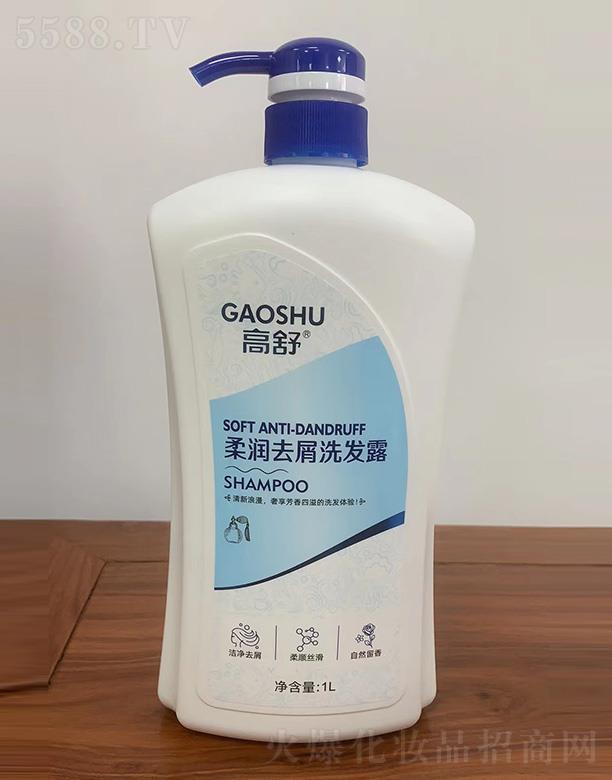 5588.TV
GAOSHU
高舒®
SOFT ANTI-DANDRUFF
柔润去屑洗发露
SHAMPOO
清新浪漫，奢享芳香四溢的洗发体验！
洁净去屑 柔顺丝滑 自然留香
净含量:1L
火爆化妆品招商网